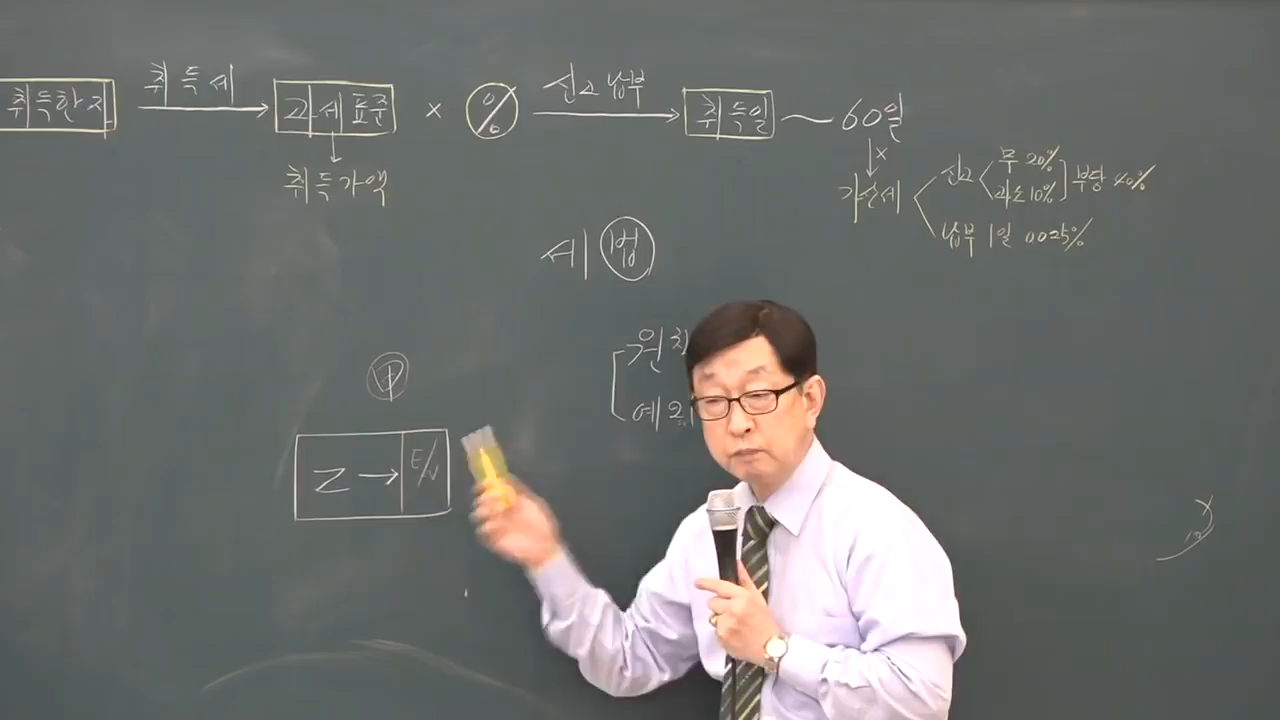 취득한 자 취득세 과세표준 × % 신고납부 취득일 ~ 60일
취득가액
×
가산세 신고 무 20% 과소 10% 부당 40%
납부 1일 0.025%
세법
원칙
예외
甲
乙 → E/V